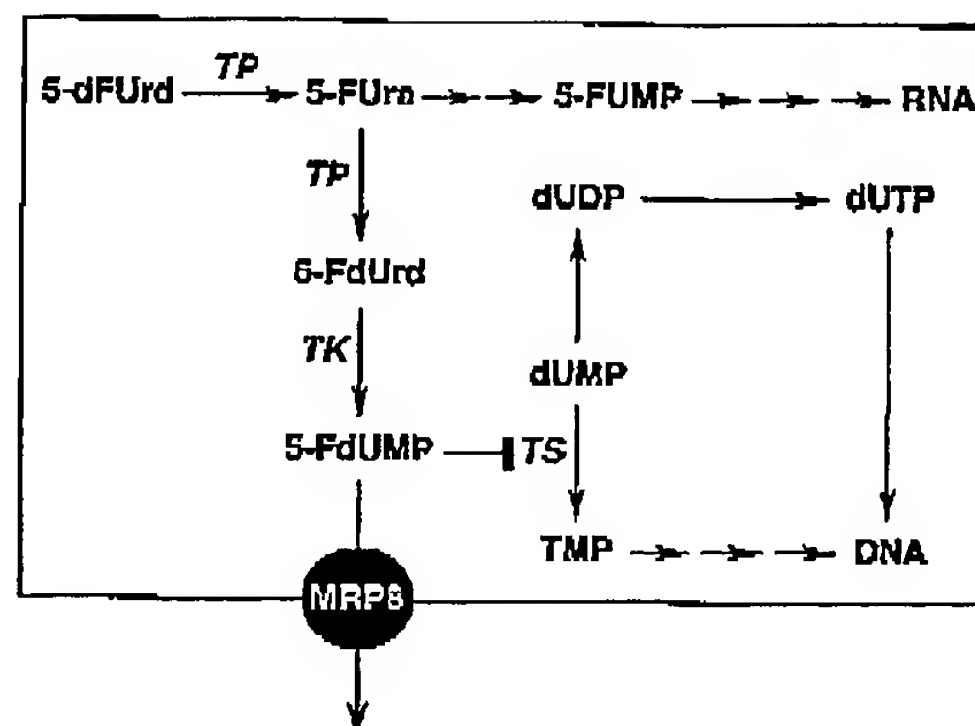 TP
5-dFUrd 5-FUra 5-FUMP RNA
TP
dUDP dUTP
5-FdUrd
TK
dUMP
5-FdUMP TS
TMP DNA
MRP8